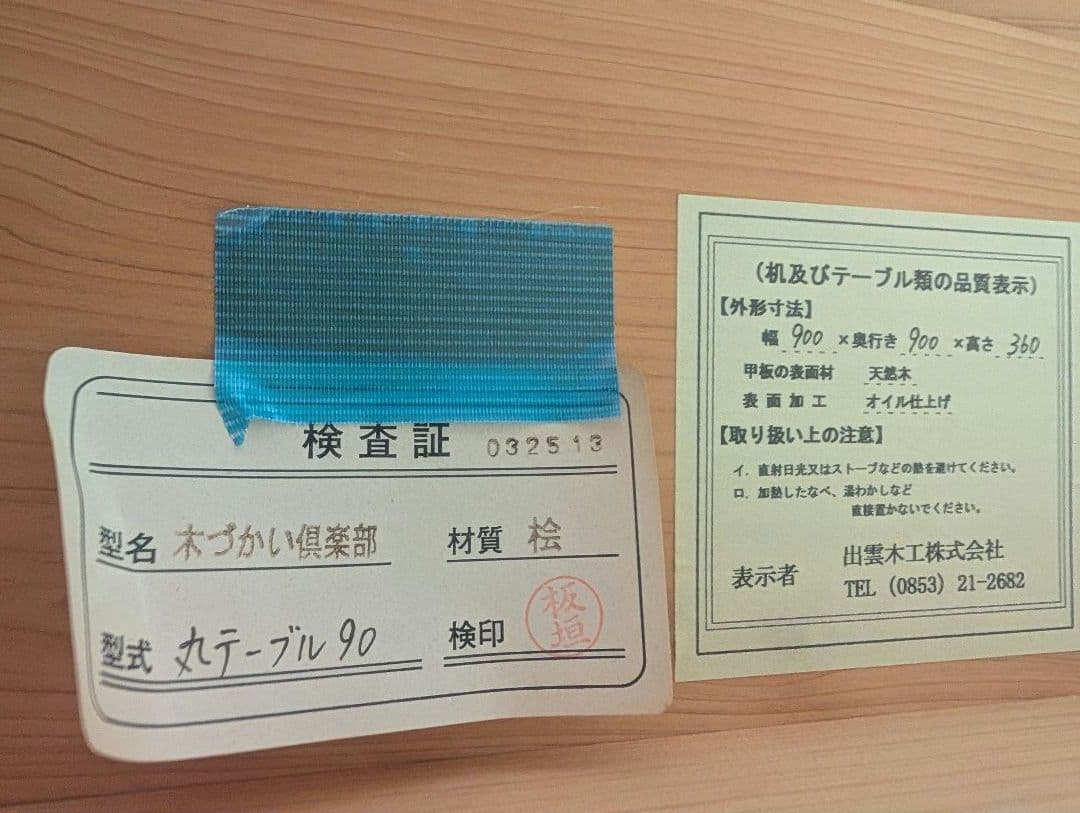 検査証 032513
型名 木づかい倶楽部 材質 桧
型式 丸テーブル90 検印 板垣
(机及びテーブル類の品質表示)
【外形寸法】
幅 900 ×奥行き 900 ×高さ 360
甲板の表面材 天然木
表面加工 オイル仕上げ
【取り扱い上の注意】
イ. 直射日光又はストーブなどの熱を避けてください。
ロ. 加熱したなべ、湯わかしなど
直接置かないでください。
表示者 出雲木工株式会社
TEL (0853) 21-2682